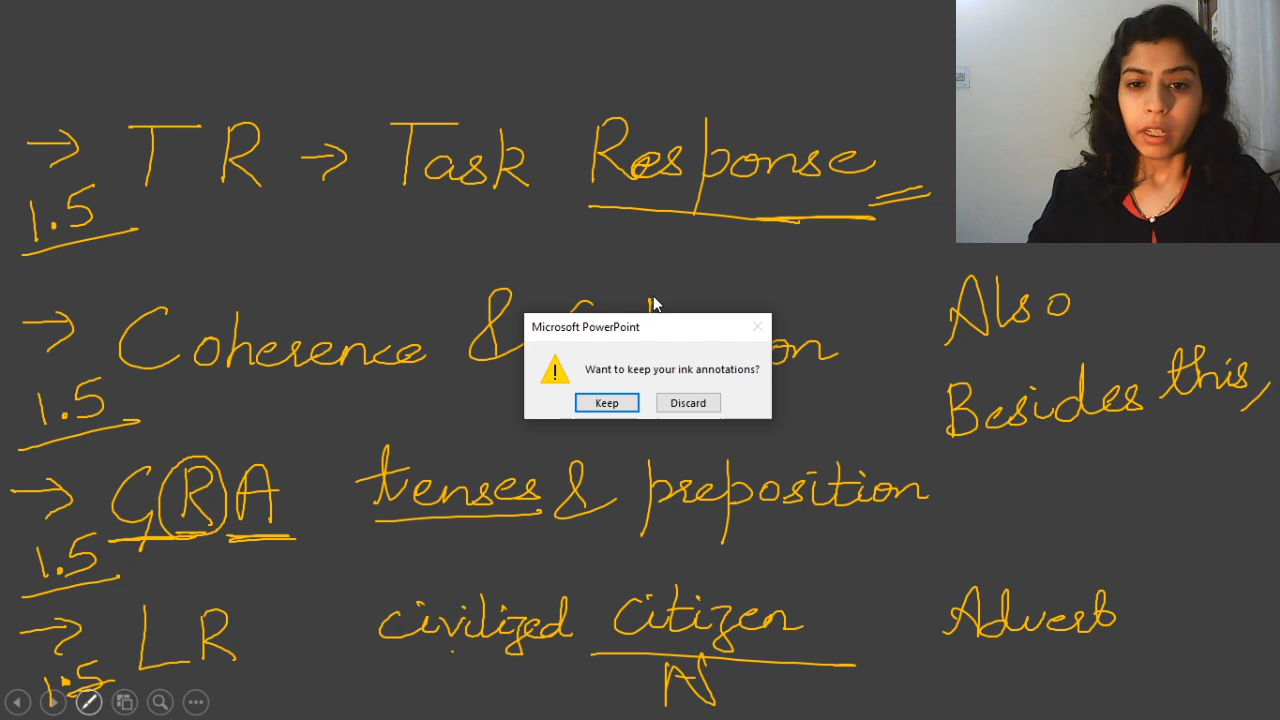 → T R → Task Response
1.5
→ Coherence & on
Also
1.5
Besides this,
Microsoft PowerPoint
Want to keep your ink annotations?
Keep Discard
→ GRA tenses & preposition
1.5
→ LR civilized citizen Adverb
1.5 N